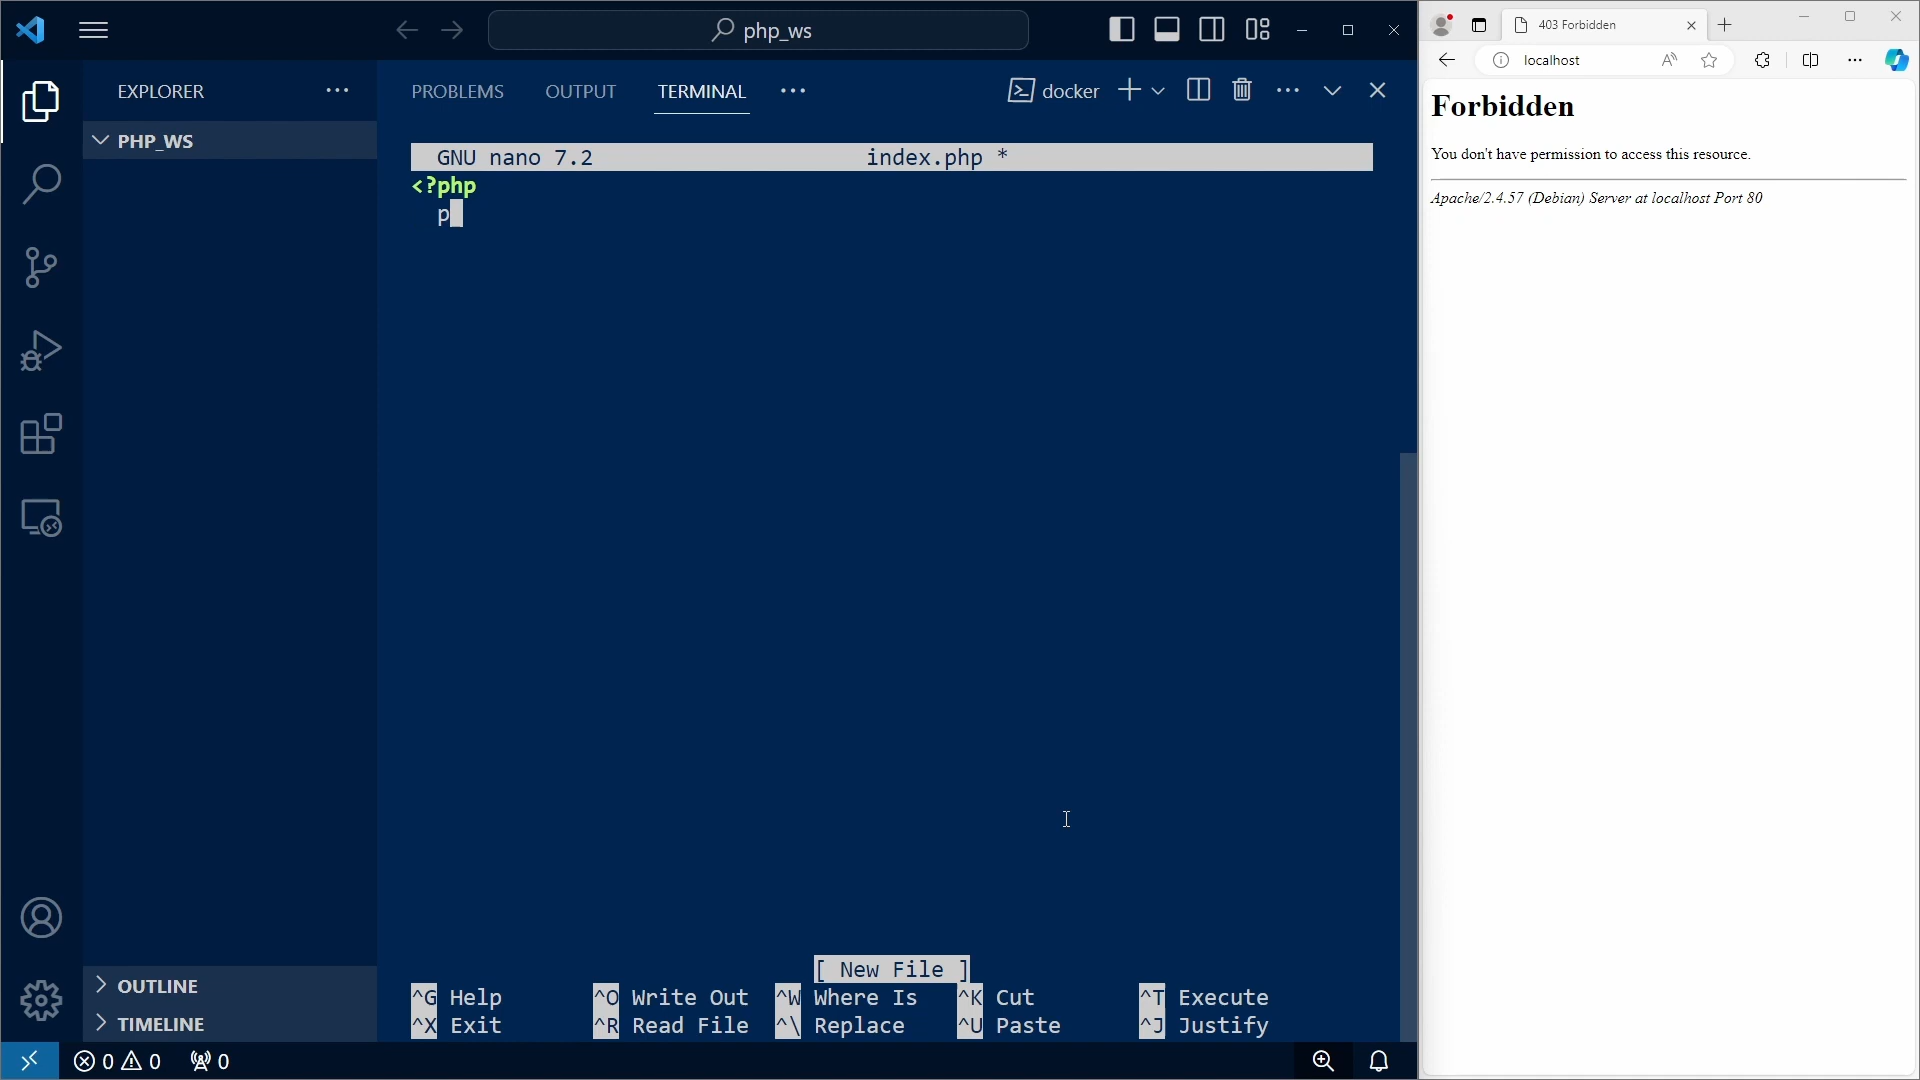 php_ws
EXPLORER
PHP_WS
OUTLINE
TIMELINE
PROBLEMS OUTPUT TERMINAL
docker
GNU nano 7.2 index.php *
<?php
p
[ New File ]
^G Help ^O Write Out ^W Where Is ^K Cut ^T Execute
^X Exit ^R Read File ^\ Replace ^U Paste ^J Justify
0 0 0
403 Forbidden
localhost
Forbidden
You don't have permission to access this resource.
Apache/2.4.57 (Debian) Server at localhost Port 80